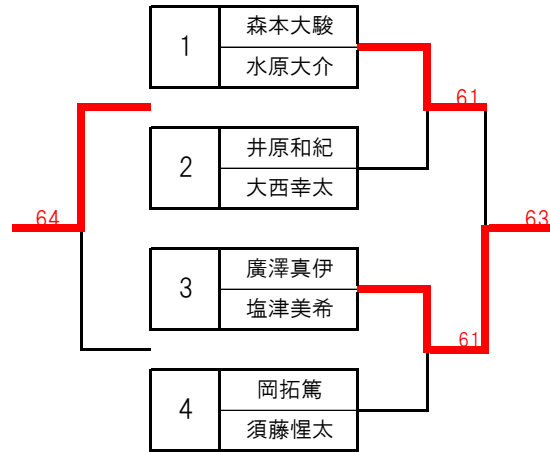 1
森本大駿
水原大介
61
2
井原和紀
大西幸太
64
63
3
廣澤真伊
塩津美希
61
4
岡拓篤
須藤惺太